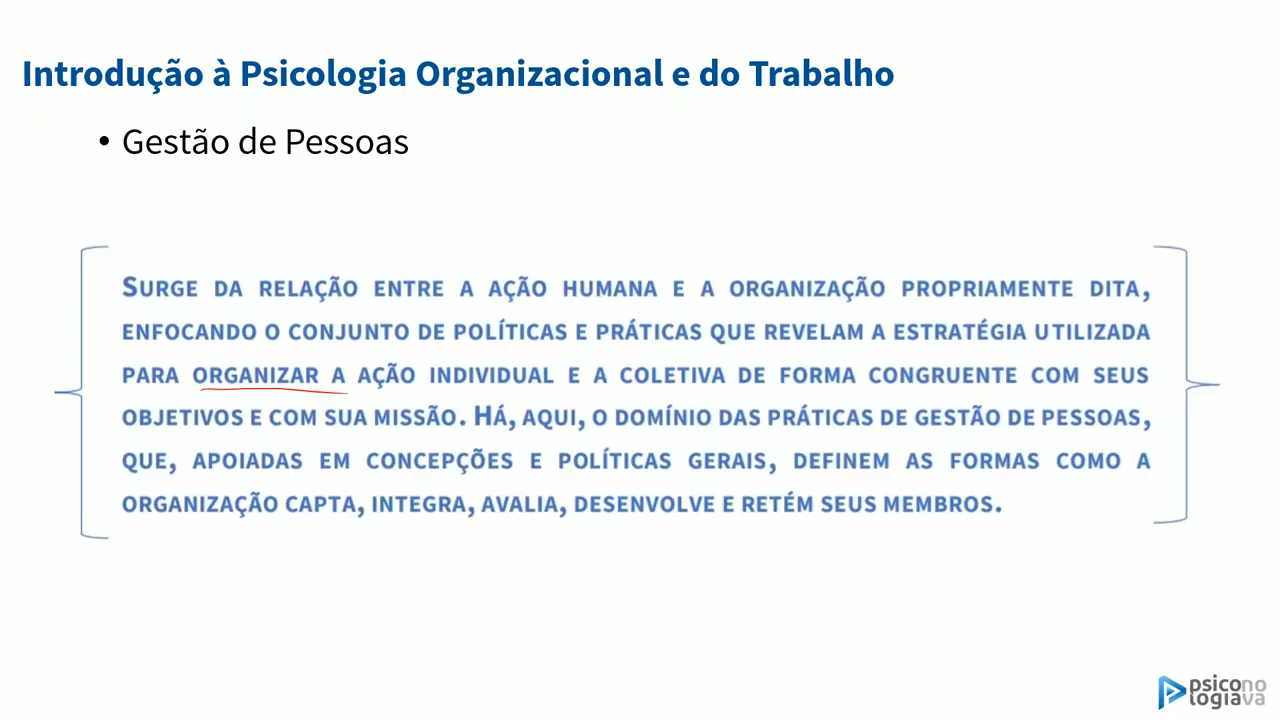 Introdução à Psicologia Organizacional e do Trabalho
• Gestão de Pessoas
SURGE DA RELAÇÃO ENTRE A AÇÃO HUMANA E A ORGANIZAÇÃO PROPRIAMENTE DITA,
ENFOCANDO O CONJUNTO DE POLÍTICAS E PRÁTICAS QUE REVELAM A ESTRATÉGIA UTILIZADA
PARA ORGANIZAR A AÇÃO INDIVIDUAL E A COLETIVA DE FORMA CONGRUENTE COM SEUS
OBJETIVOS E COM SUA MISSÃO. HÁ, AQUI, O DOMÍNIO DAS PRÁTICAS DE GESTÃO DE PESSOAS,
QUE, APOIADAS EM CONCEPÇÕES E POLÍTICAS GERAIS, DEFINEM AS FORMAS COMO A
ORGANIZAÇÃO CAPTA, INTEGRA, AVALIA, DESENVOLVE E RETÉM SEUS MEMBROS.
psicono
logiava